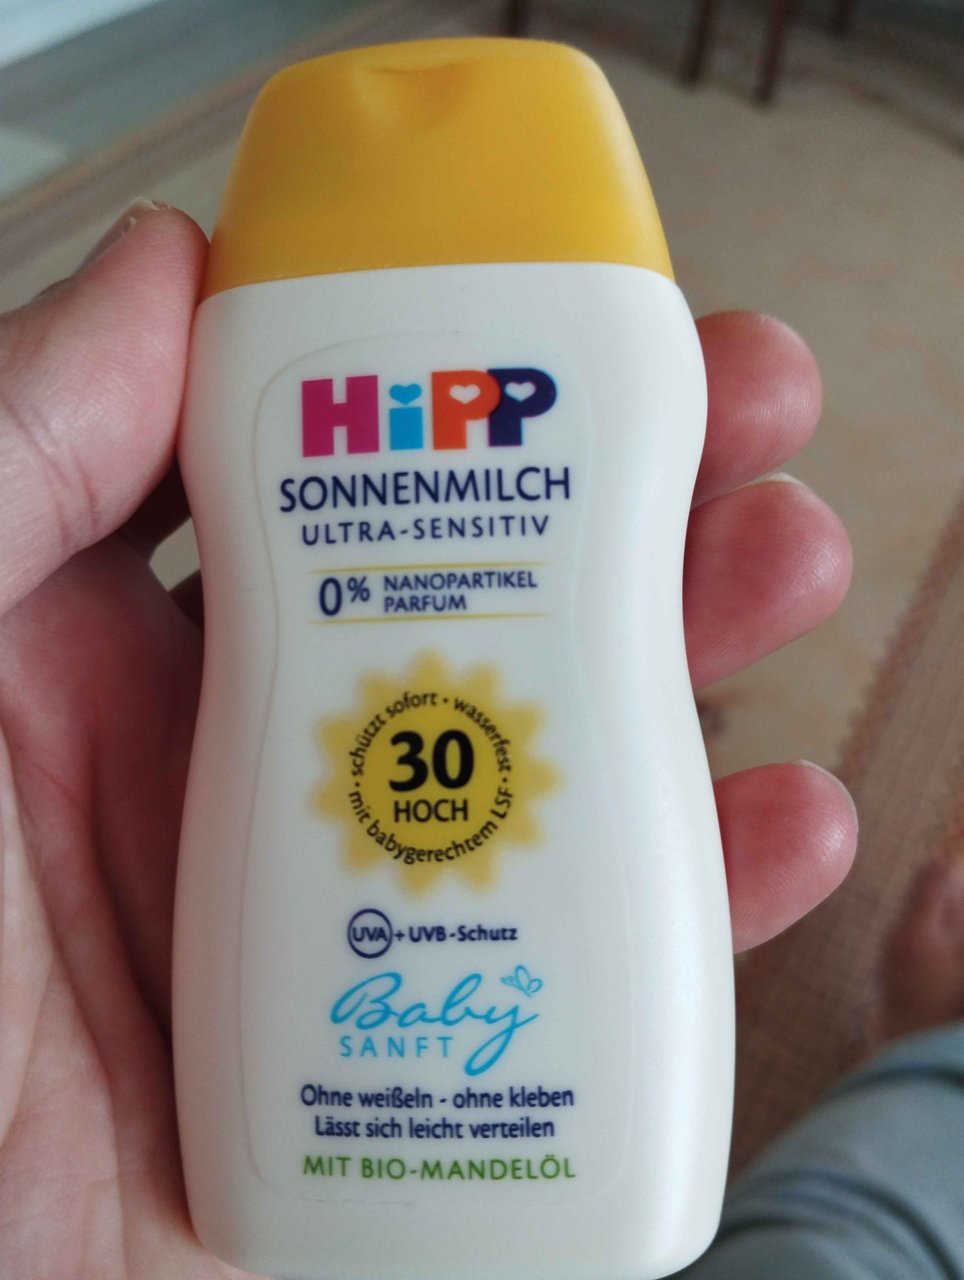 HiPP
SONNENMILCH
ULTRA-SENSITIV
0% NANOPARTIKEL
PARFUM
• schützt sofort • wasserfest
• mit babygerechtem LSF
30
HOCH
UVA + UVB-Schutz
Baby
SANFT
Ohne weißeln - ohne kleben
Lässt sich leicht verteilen
MIT BIO-MANDELÖL